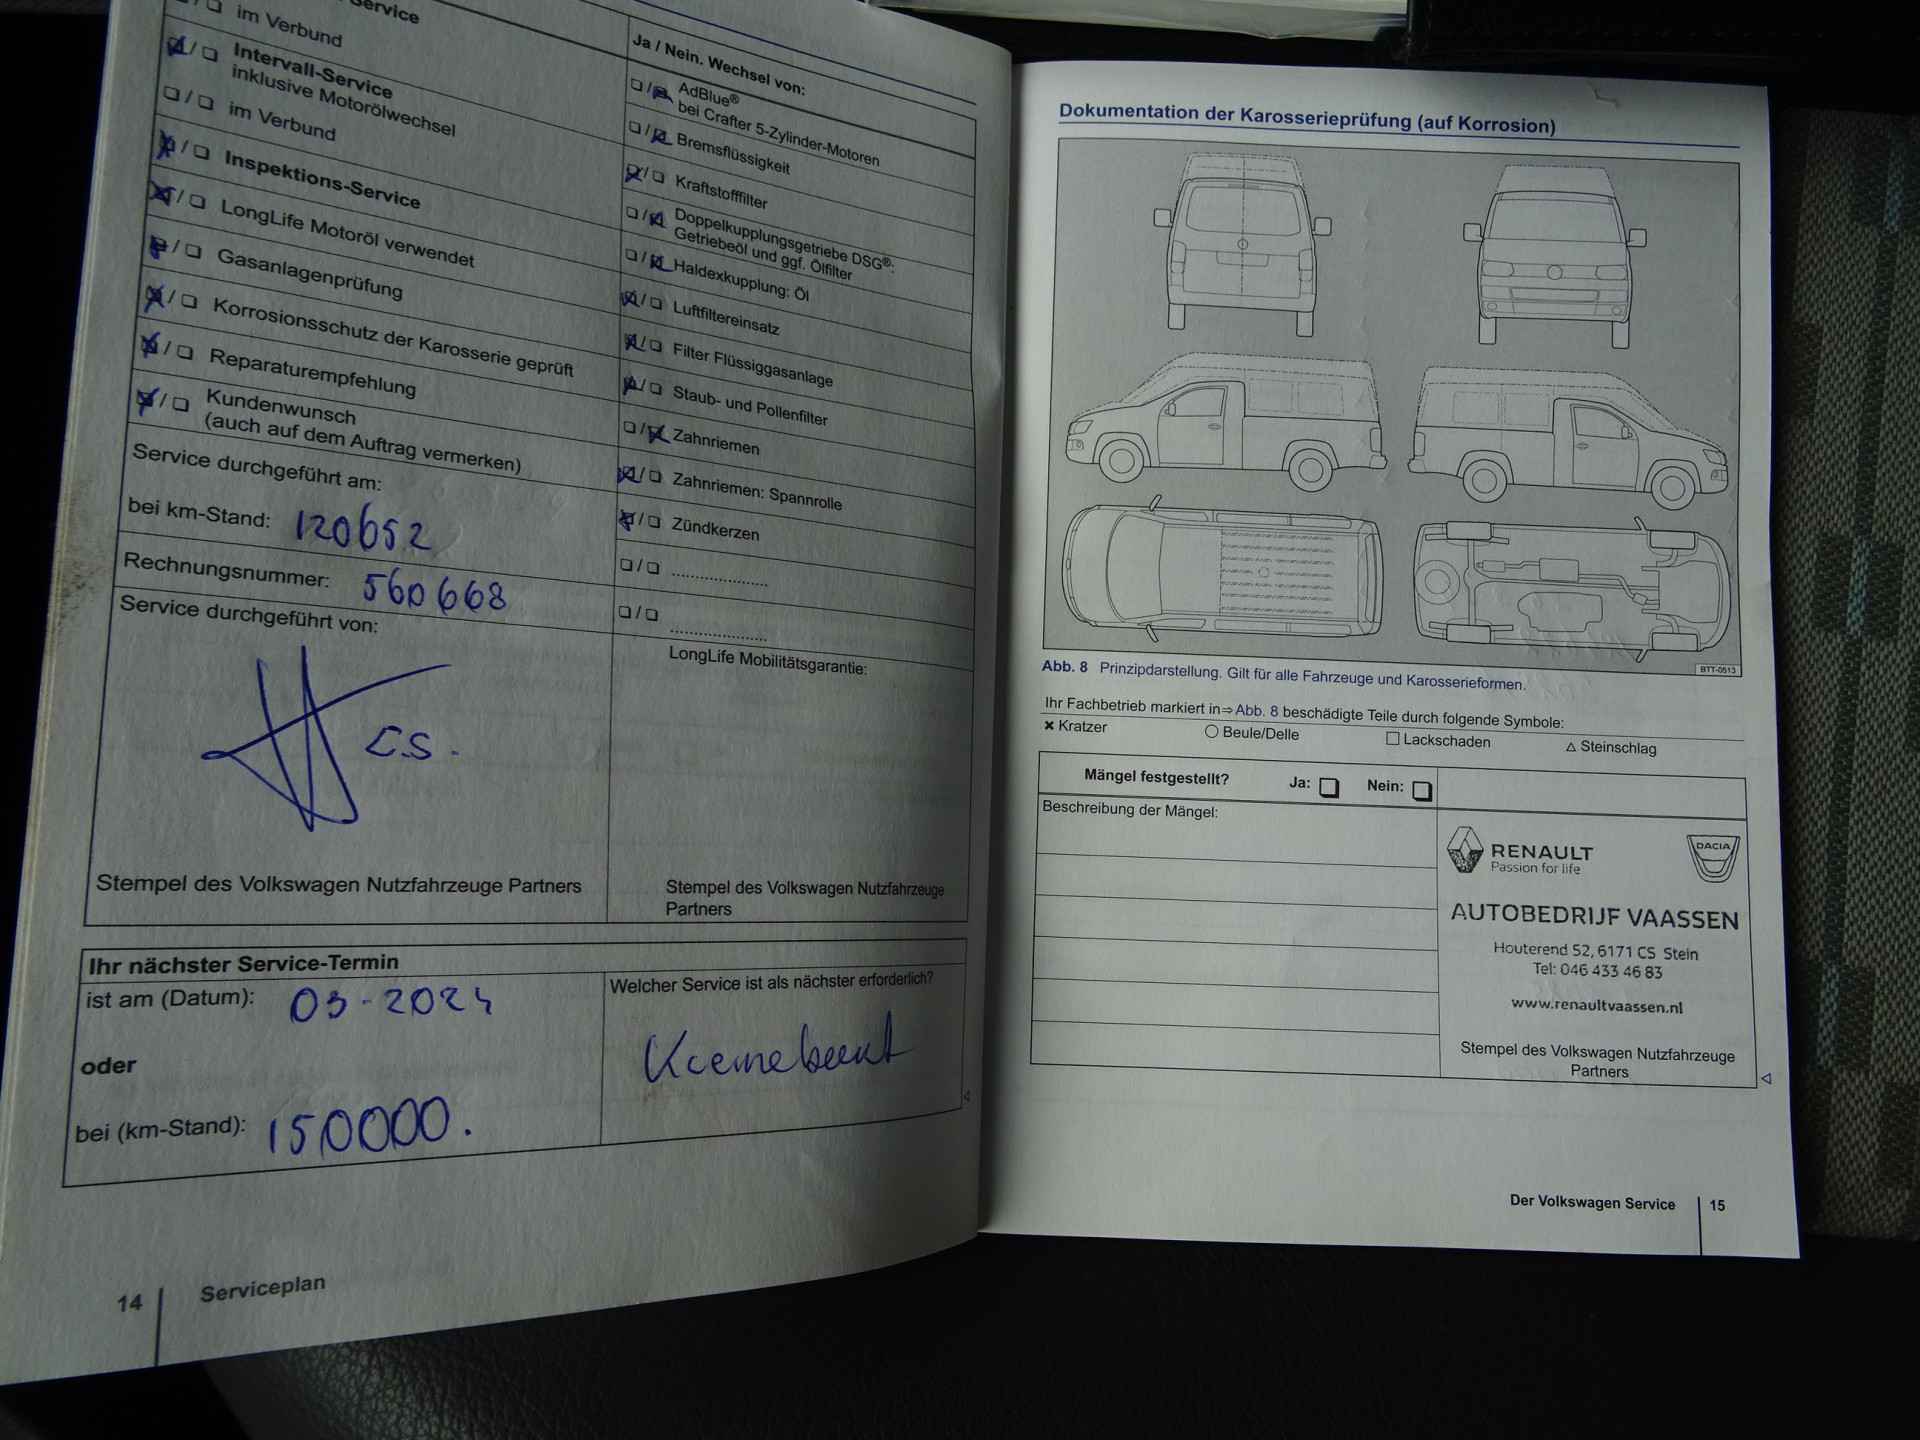 Service
❏ im Verbund
❏/❏ Intervall-Service
inklusive Motorölwechsel
❏/❏ im Verbund
❏/❏ Inspektions-Service
❏/❏ LongLife Motoröl verwendet
❏/❏ Gasanlagenprüfung
❏/❏ Korrosionsschutz der Karosserie geprüft
❏/❏ Reparaturempfehlung
❏/❏ Kundenwunsch
(auch auf dem Auftrag vermerken)
Service durchgeführt am:
bei km-Stand: 120652
Rechnungsnummer: 560668
Service durchgeführt von:
CS.
Stempel des Volkswagen Nutzfahrzeuge Partners
Ja / Nein. Wechsel von:
❏/❏ AdBlue®
bei Crafter 5-Zylinder-Motoren
❏/❏ Bremsflüssigkeit
❏/❏ Kraftstofffilter
❏/❏ Doppelkupplungsgetriebe DSG®:
Getriebeöl und ggf. Ölfilter
❏/❏ Haldexkupplung: Öl
❏/❏ Luftfiltereinsatz
❏/❏ Filter Flüssiggasanlage
❏/❏ Staub- und Pollenfilter
❏/❏ Zahnriemen
❏/❏ Zahnriemen: Spannrolle
❏/❏ Zündkerzen
❏/❏ ....................
❏/❏ ....................
LongLife Mobilitätsgarantie:
Stempel des Volkswagen Nutzfahrzeuge
Partners
Ihr nächster Service-Termin
ist am (Datum): 03-2024
oder
bei (km-Stand): 150000.
Welcher Service ist als nächster erforderlich?
14 Serviceplan
Dokumentation der Karosserieprüfung (auf Korrosion)
BTT-0513
Abb. 8 Prinzipdarstellung. Gilt für alle Fahrzeuge und Karosserieformen.
Ihr Fachbetrieb markiert in⇒Abb. 8 beschädigte Teile durch folgende Symbole:
✖ Kratzer ○ Beule/Delle □ Lackschaden △ Steinschlag
Mängel festgestellt? Ja: ❏ Nein: ❏
Beschreibung der Mängel:
RENAULT
Passion for life
DACIA
AUTOBEDRIJF VAASSEN
Houterend 52, 6171 CS Stein
Tel: 046 433 46 83
www.renaultvaassen.nl
Stempel des Volkswagen Nutzfahrzeuge
Partners
Der Volkswagen Service 15